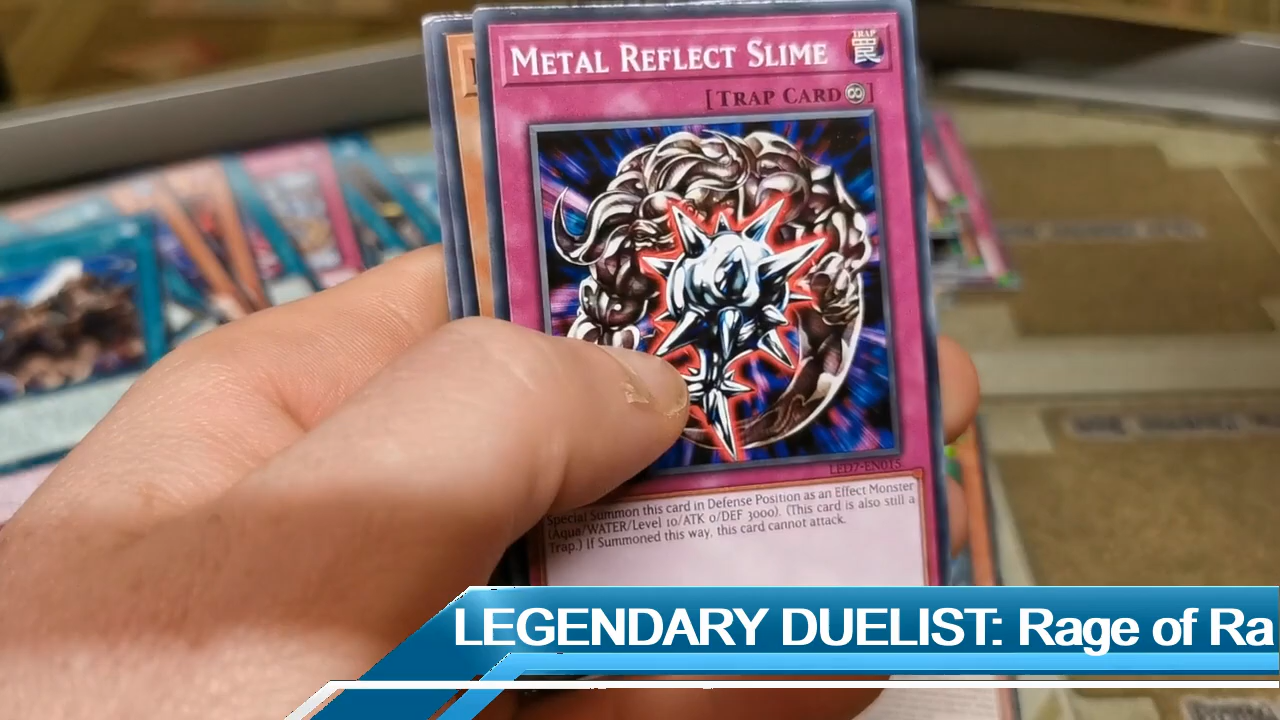 METAL REFLECT SLIME
TRAP
罠
[TRAP CARD]
LED7-EN015
Special Summon this card in Defense Position as an Effect Monster
(Aqua/WATER/Level 10/ATK 0/DEF 3000). (This card is also still a
Trap.) If Summoned this way, this card cannot attack.
LEGENDARY DUELIST: Rage of Ra